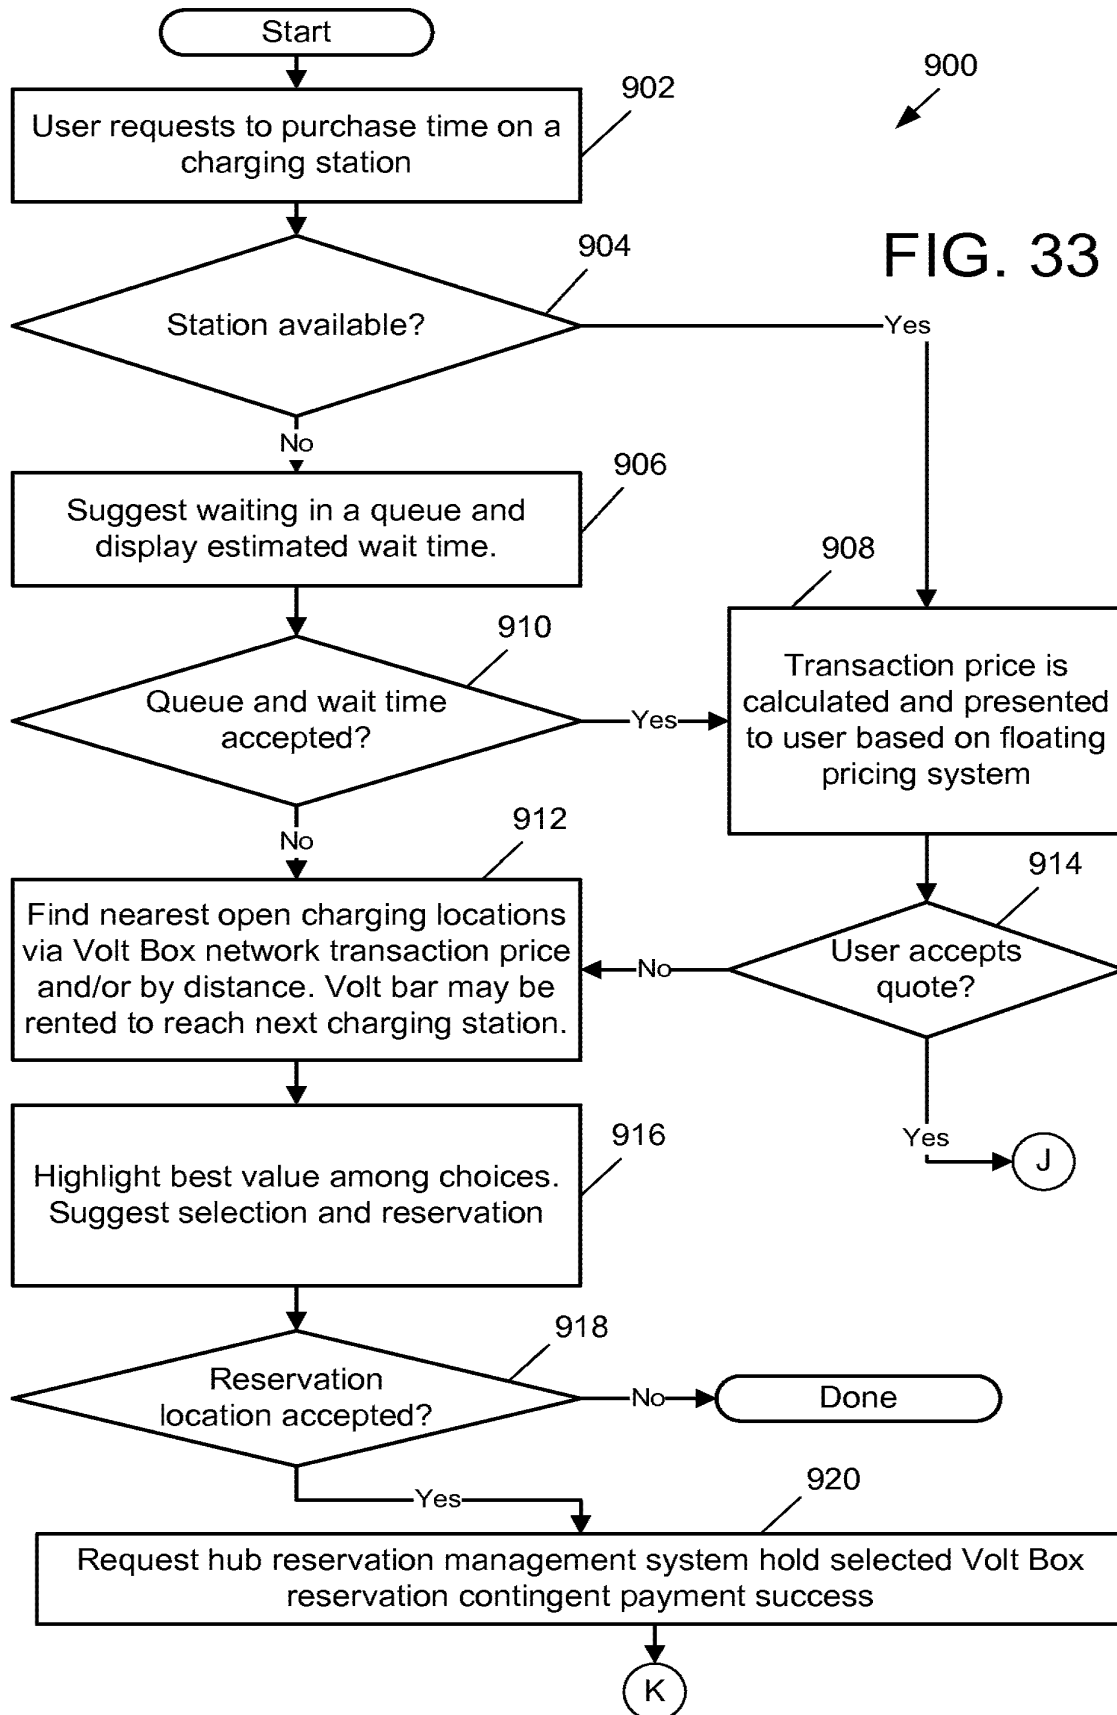 Start
900
902
User requests to purchase time on a
charging station
904
FIG. 33
Station available?
Yes
No
906
Suggest waiting in a queue and
display estimated wait time.
908
910
Queue and wait time
accepted?
Yes
Transaction price is
calculated and presented
to user based on floating
pricing system
No
912
914
Find nearest open charging locations
via Volt Box network transaction price
and/or by distance. Volt bar may be
rented to reach next charging station.
No
User accepts
quote?
Yes
J
916
Highlight best value among choices.
Suggest selection and reservation
918
Reservation
location accepted?
No
Done
Yes
920
Request hub reservation management system hold selected Volt Box
reservation contingent payment success
K